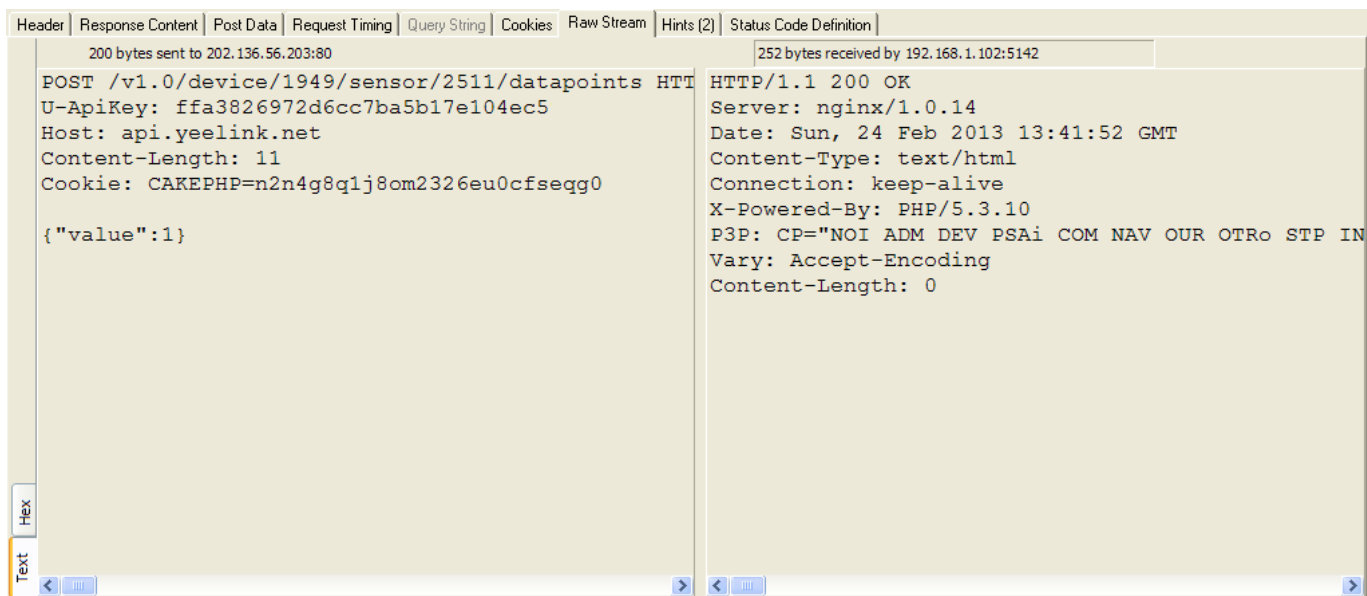 Header Response Content Post Data Request Timing Query String Cookies Raw Stream Hints (2) Status Code Definition
200 bytes sent to 202.136.56.203:80
252 bytes received by 192.168.1.102:5142
POST /v1.0/device/1949/sensor/2511/datapoints HTT
U-ApiKey: ffa3826972d6cc7ba5b17e104ec5
Host: api.yeelink.net
Content-Length: 11
Cookie: CAKEPHP=n2n4g8q1j8om2326eu0cfseqg0
{"value":1}
HTTP/1.1 200 OK
Server: nginx/1.0.14
Date: Sun, 24 Feb 2013 13:41:52 GMT
Content-Type: text/html
Connection: keep-alive
X-Powered-By: PHP/5.3.10
P3P: CP="NOI ADM DEV PSAi COM NAV OUR OTRo STP IN
Vary: Accept-Encoding
Content-Length: 0
Hex
Text